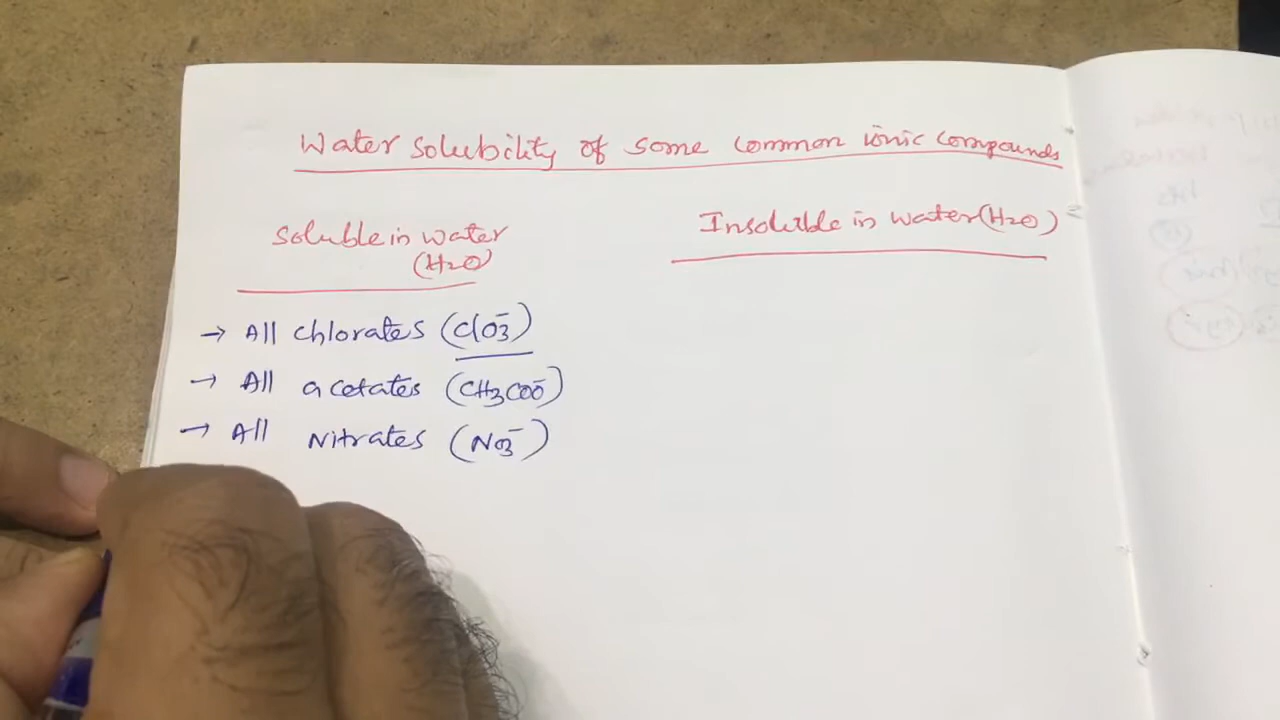 Water solubility of some common ionic compounds
Soluble in water
(H2O)
Insoluble in water (H2O)
→ All chlorates (ClO3⁻)
→ All acetates (CH3COO⁻)
→ All Nitrates (NO3⁻)